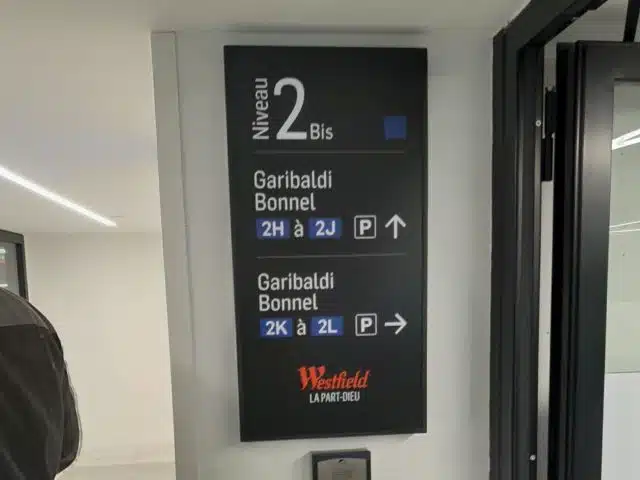 Niveau 2 Bis
Garibaldi
Bonnel
2H à 2J P ↑
Garibaldi
Bonnel
2K à 2L P →
Westfield
LA PART-DIEU